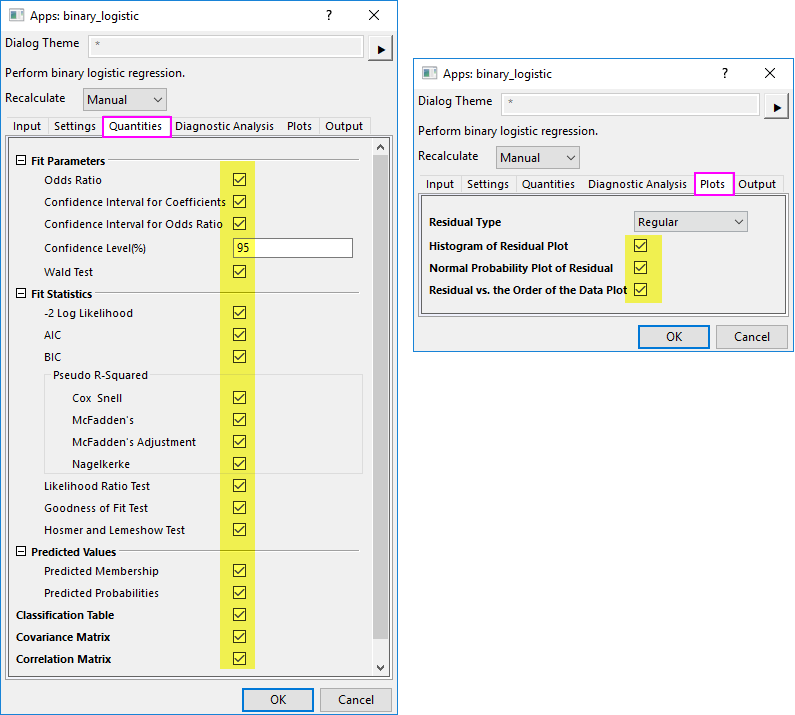 Apps: binary_logistic
?
Dialog Theme *
Perform binary logistic regression.
Recalculate Manual
Input Settings Quantities Diagnostic Analysis Plots Output
Fit Parameters
Odds Ratio
Confidence Interval for Coefficients
Confidence Interval for Odds Ratio
Confidence Level(%) 95
Wald Test
Fit Statistics
-2 Log Likelihood
AIC
BIC
Pseudo R-Squared
Cox Snell
McFadden's
McFadden's Adjustment
Nagelkerke
Likelihood Ratio Test
Goodness of Fit Test
Hosmer and Lemeshow Test
Predicted Values
Predicted Membership
Predicted Probabilities
Classification Table
Covariance Matrix
Correlation Matrix
OK Cancel
Apps: binary_logistic
?
Dialog Theme *
Perform binary logistic regression.
Recalculate Manual
Input Settings Quantities Diagnostic Analysis Plots Output
Residual Type Regular
Histogram of Residual Plot
Normal Probability Plot of Residual
Residual vs. the Order of the Data Plot
OK Cancel